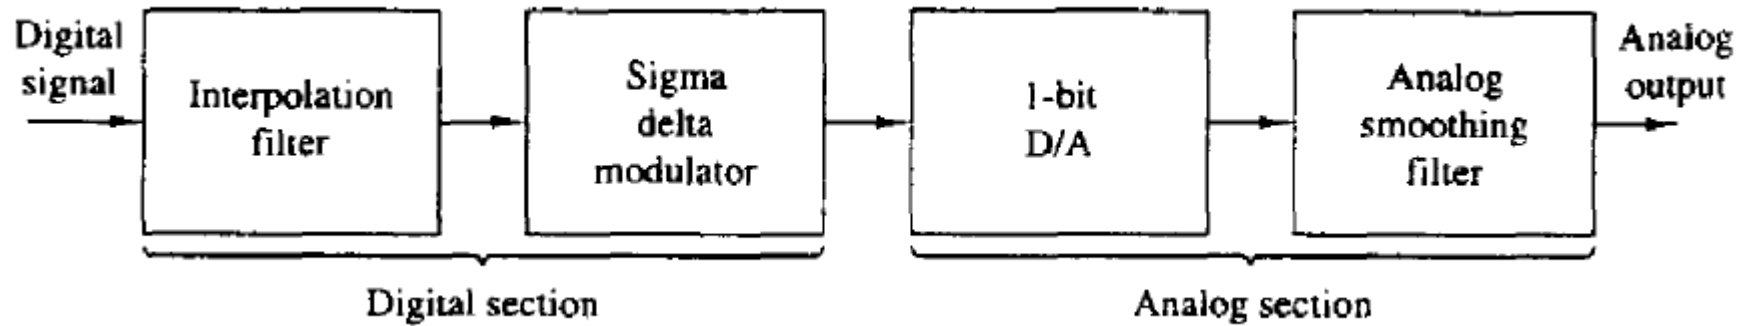 Digital
signal
Interpolation
filter
Sigma
delta
modulator
1-bit
D/A
Analog
smoothing
filter
Analog
output
Digital section
Analog section